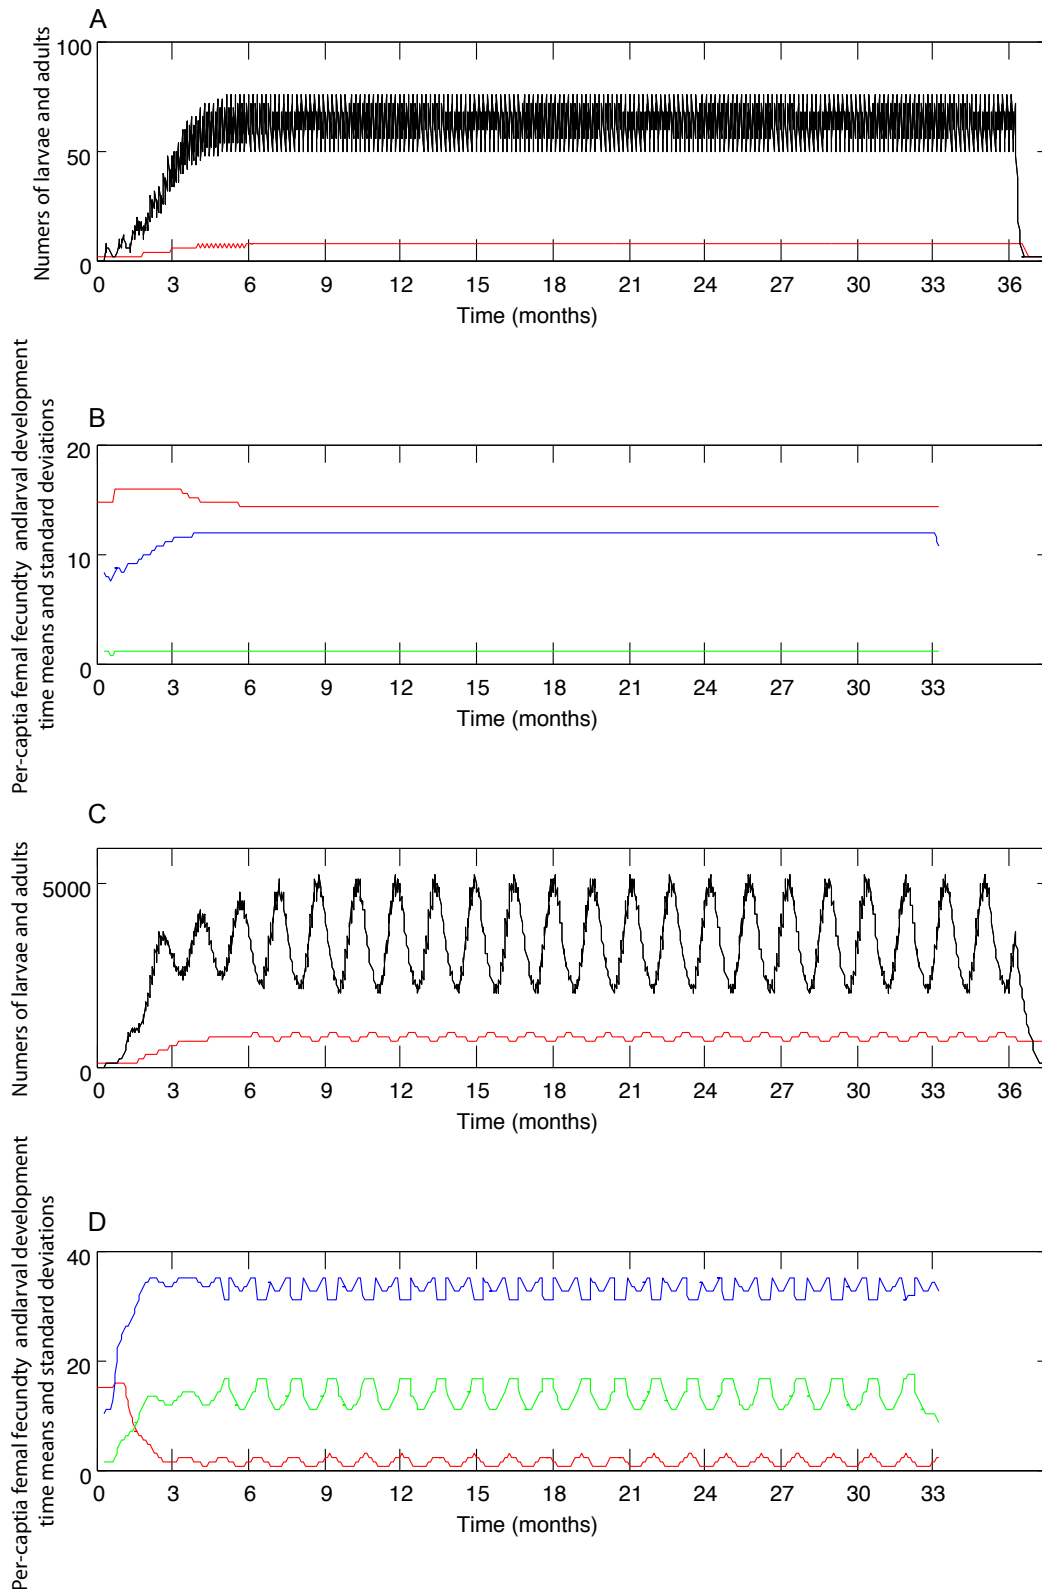 A
Numers of larvae and adults
100
50
0
0 3 6 9 12 15 18 21 24 27 30 33 36
Time (months)
B
Per-captia femal fecundty andlarval development
time means and standard deviations
20
10
0
0 3 6 9 12 15 18 21 24 27 30 33
Time (months)
C
Numers of larvae and adults
5000
0
0 3 6 9 12 15 18 21 24 27 30 33 36
Time (months)
D
Per-captia femal fecundty andlarval development
time means and standard deviations
40
20
0
0 3 6 9 12 15 18 21 24 27 30 33
Time (months)